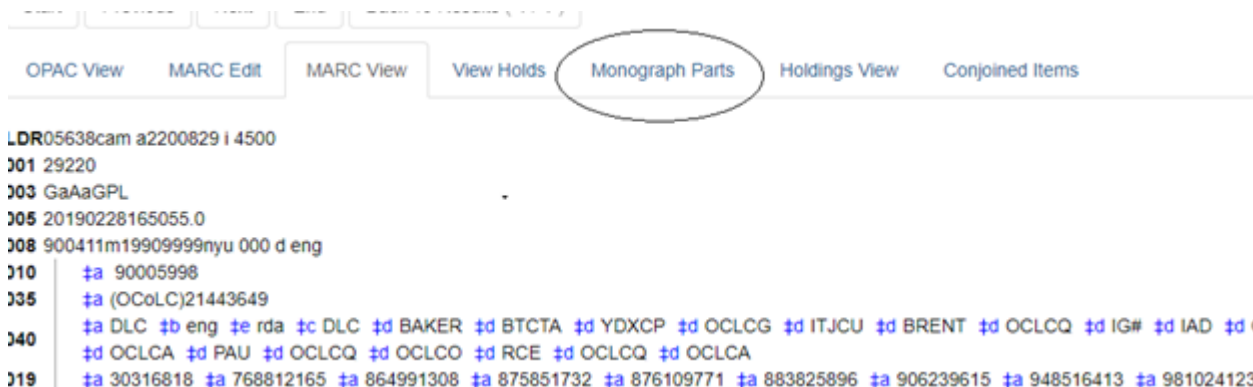 OPAC View MARC Edit MARC View View Holds Monograph Parts Holdings View Conjoined Items
LDR05638cam a2200829 i 4500
001 29220
003 GaAaGPL
005 20190228165055.0
008 900411m19909999nyu 000 d eng
010 ‡a 90005998
035 ‡a (OCoLC)21443649
040 ‡a DLC ‡b eng ‡e rda ‡c DLC ‡d BAKER ‡d BTCTA ‡d YDXCP ‡d OCLCG ‡d ITJCU ‡d BRENT ‡d OCLCQ ‡d IG# ‡d IAD ‡d
‡d OCLCA ‡d PAU ‡d OCLCQ ‡d OCLCO ‡d RCE ‡d OCLCQ ‡d OCLCA
019 ‡a 30316818 ‡a 768812165 ‡a 864991308 ‡a 875851732 ‡a 876109771 ‡a 883825896 ‡a 906239615 ‡a 948516413 ‡a 981024125